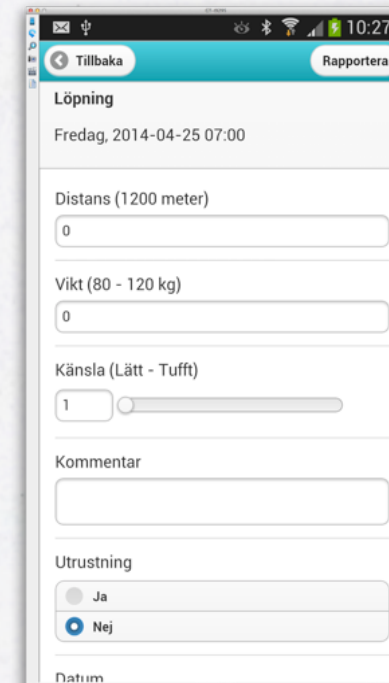 10:27
Tillbaka
Rapportera
Löpning
Fredag, 2014-04-25 07:00
Distans (1200 meter)
0
Vikt (80 - 120 kg)
0
Känsla (Lätt - Tufft)
1
Kommentar
Utrustning
Ja
Nej
Datum